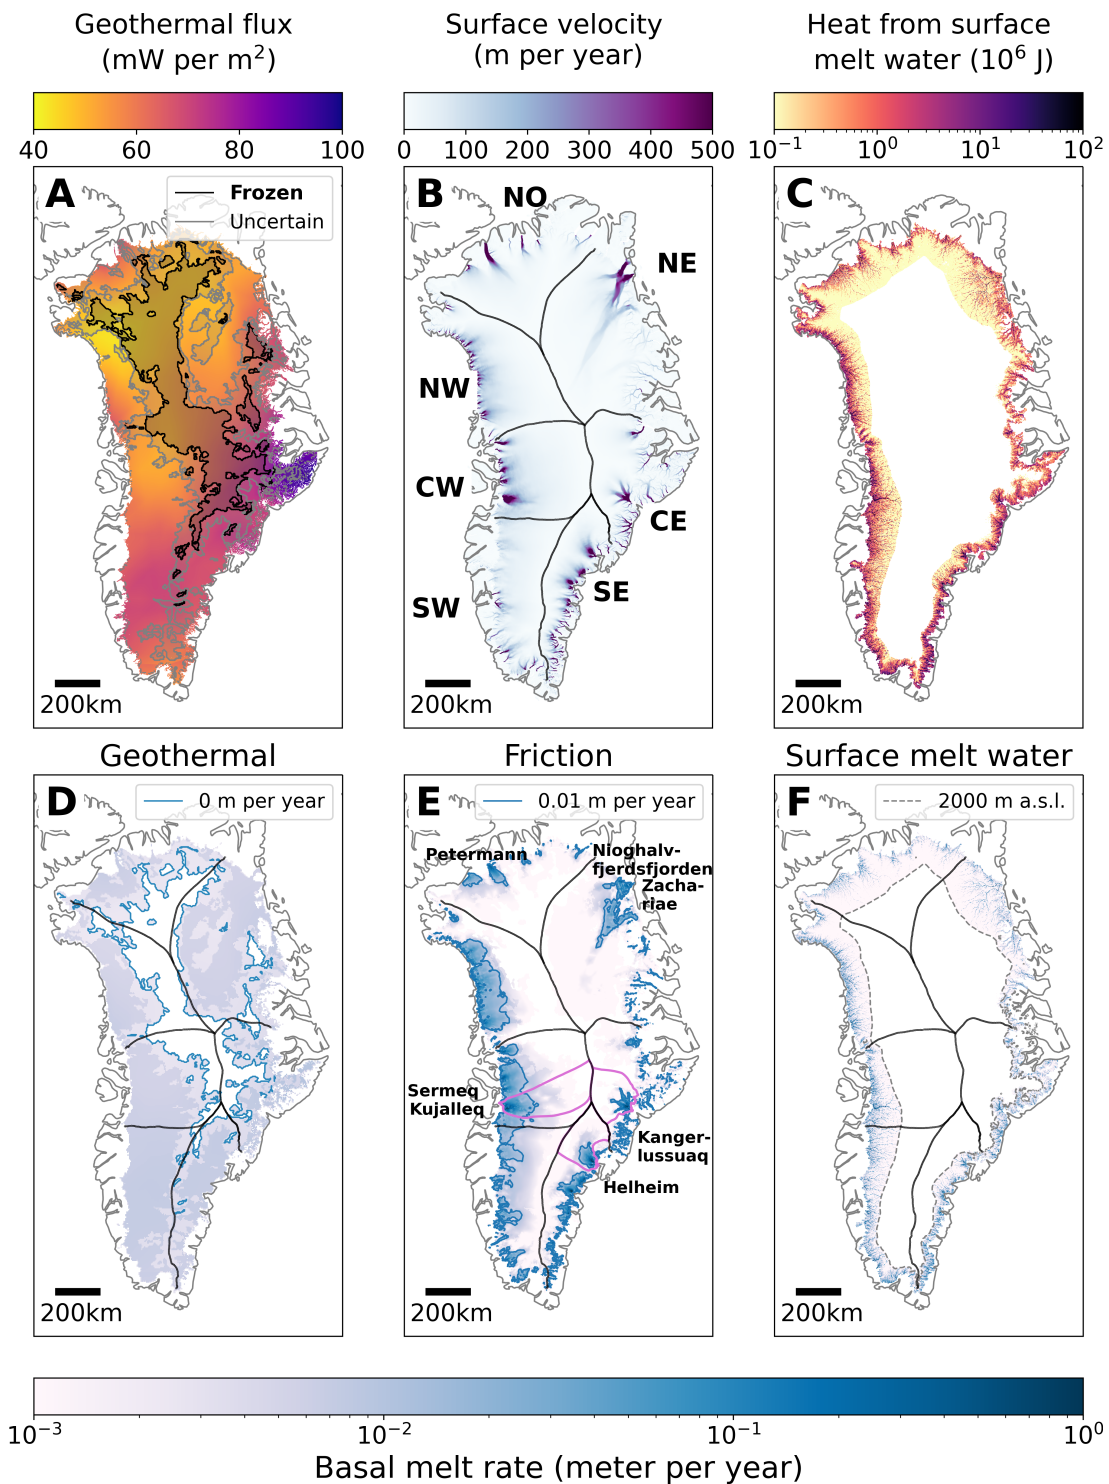 Geothermal flux
(mW per m²)
40 60 80 100
Surface velocity
(m per year)
0 100 200 300 400 500
Heat from surface
melt water (10⁶ J)
10⁻¹ 10⁰ 10¹ 10²
A
Frozen
Uncertain
200km
B
NO
NE
NW
CW
CE
SW
SE
200km
C
200km
Geothermal
D
0 m per year
200km
Friction
E
0.01 m per year
Petermann
Nioghalv-
fjerdsfjorden
Zacha-
riae
Sermeq
Kujalleq
Kanger-
lussuaq
Helheim
200km
Surface melt water
F
2000 m a.s.l.
200km
10⁻³ 10⁻² 10⁻¹ 10⁰
Basal melt rate (meter per year)